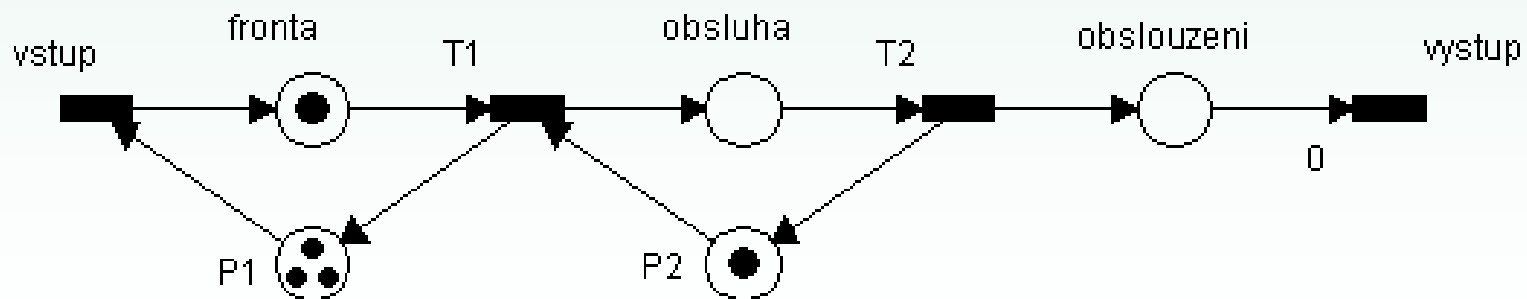 vstup
fronta
T1
obsluha
T2
obslouzeni
vystup
0
P1
P2